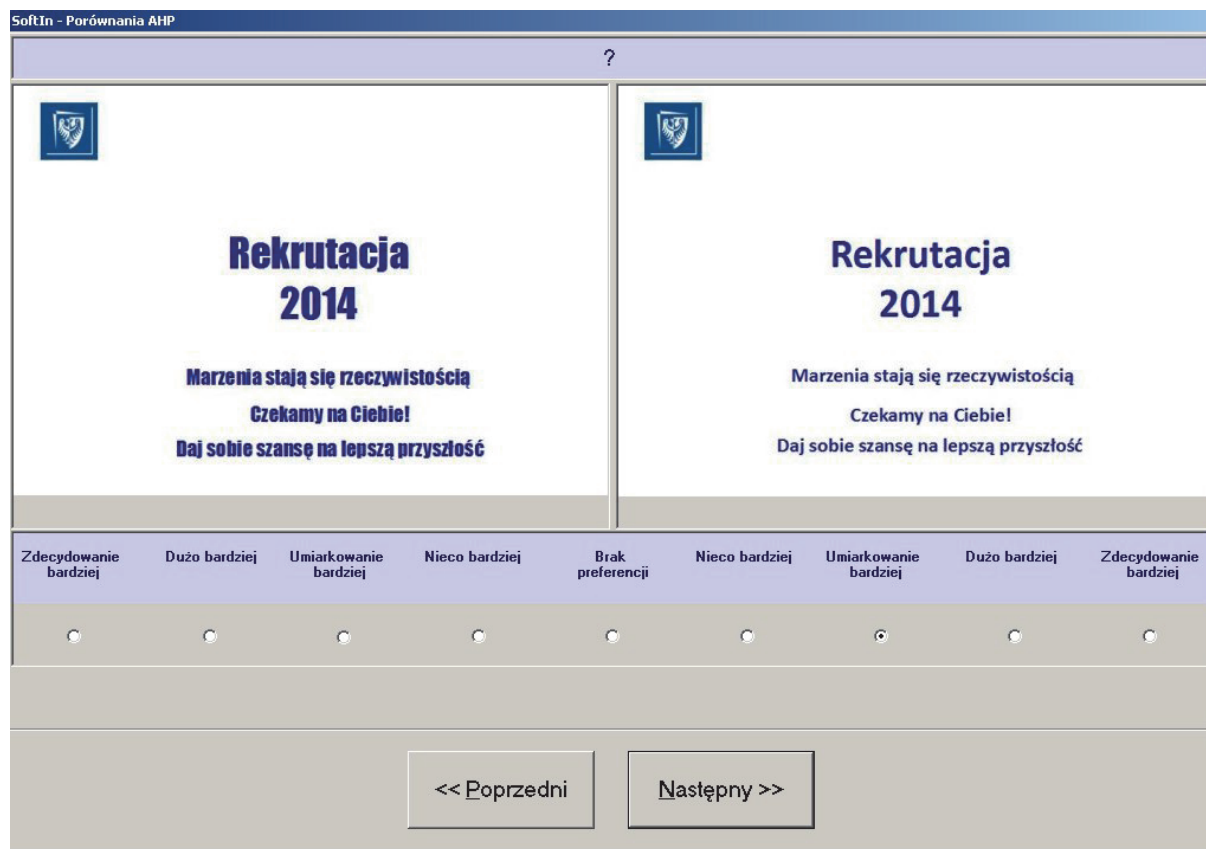 SoftIn - Porównania AHP
?
Rekrutacja
2014
Marzenia stają się rzeczywistością
Czekamy na Ciebie!
Daj sobie szansę na lepszą przyszłość
Rekrutacja
2014
Marzenia stają się rzeczywistością
Czekamy na Ciebie!
Daj sobie szansę na lepszą przyszłość
Zdecydowanie bardziej
Dużo bardziej
Umiarkowanie bardziej
Nieco bardziej
Brak preferencji
Nieco bardziej
Umiarkowanie bardziej
Dużo bardziej
Zdecydowanie bardziej
<< Poprzedni
Następny >>